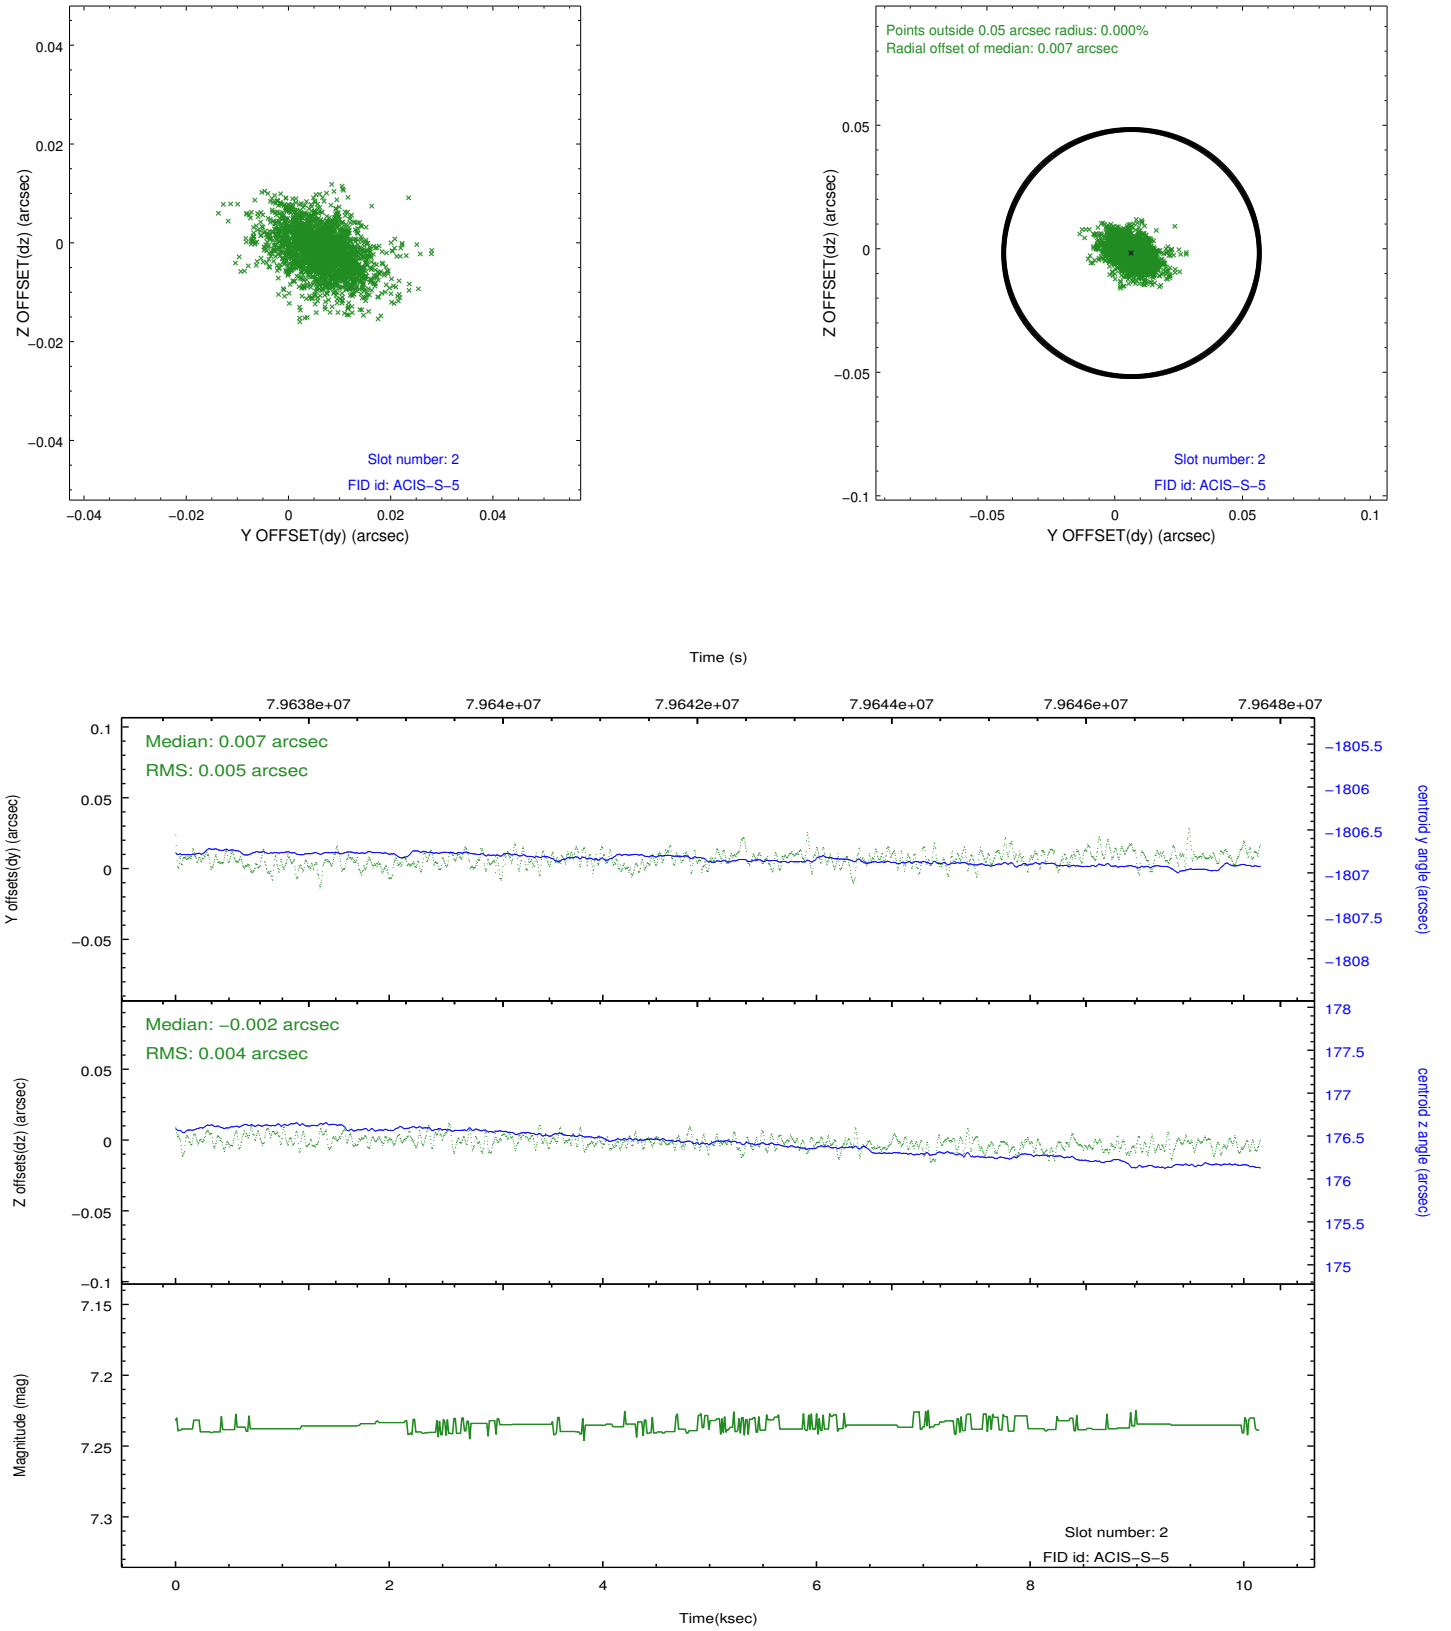 0.04
0.02
0
−0.02
−0.04
Z OFFSET(dz) (arcsec)
Slot number: 2
FID id: ACIS−S−5
−0.04
−0.02
0
0.02
0.04
Y OFFSET(dy) (arcsec)
Points outside 0.05 arcsec radius: 0.000%
Radial offset of median: 0.007 arcsec
0.05
0
−0.05
−0.1
Z OFFSET(dz) (arcsec)
Slot number: 2
FID id: ACIS−S−5
−0.05
0
0.05
0.1
Y OFFSET(dy) (arcsec)
Time (s)
7.9638e+07
7.964e+07
7.9642e+07
7.9644e+07
7.9646e+07
7.9648e+07
Median: 0.007 arcsec
RMS: 0.005 arcsec
0.1
0.05
0
−0.05
Y offsets(dy) (arcsec)
−1805.5
−1806
−1806.5
−1807
−1807.5
−1808
centroid y angle (arcsec)
Median: −0.002 arcsec
RMS: 0.004 arcsec
0.05
0
−0.05
−0.1
Z offsets(dz) (arcsec)
178
177.5
177
176.5
176
175.5
175
centroid z angle (arcsec)
7.15
7.2
7.25
7.3
Magnitude (mag)
Slot number: 2
FID id: ACIS−S−5
0
2
4
6
8
10
Time(ksec)